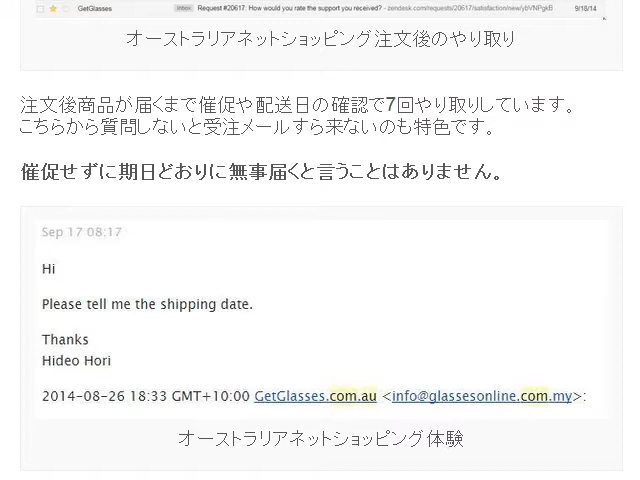 GetGlasses Inbox Request #20617: How would you rate the support you received? - zendesk.com/requests/20617/satisfaction/new/ 9/18/14
オーストラリアネットショッピング注文後のやり取り
注文後商品が届くまで催促や配送日の確認で7回やり取りしています。
こちらから質問しないと受注メールすら来ないのも特色です。
催促せずに期日どおりに無事届くと言うことはありません。
Sep 17 08:17
Hi
Please tell me the shipping date.
Thanks
Hideo Hori
2014-08-26 18:33 GMT+10:00 GetGlasses.com.au <info@glassesonline.com.my>:
オーストラリアネットショッピング体験